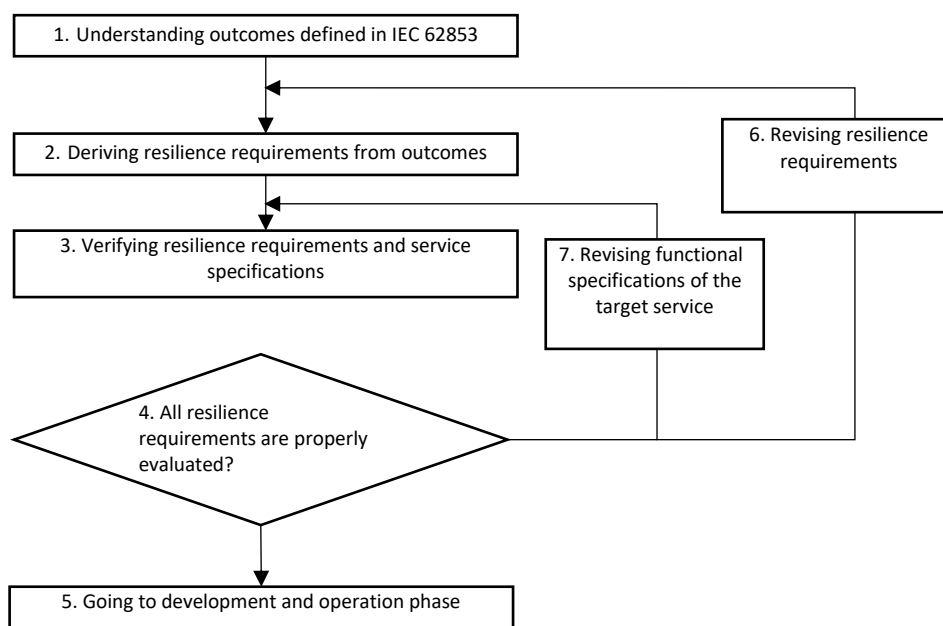 1. Understanding outcomes defined in IEC 62853
2. Deriving resilience requirements from outcomes
6. Revising resilience
requirements
3. Verifying resilience requirements and service
specifications
7. Revising functional
specifications of the
target service
4. All resilience
requirements are properly
evaluated?
5. Going to development and operation phase